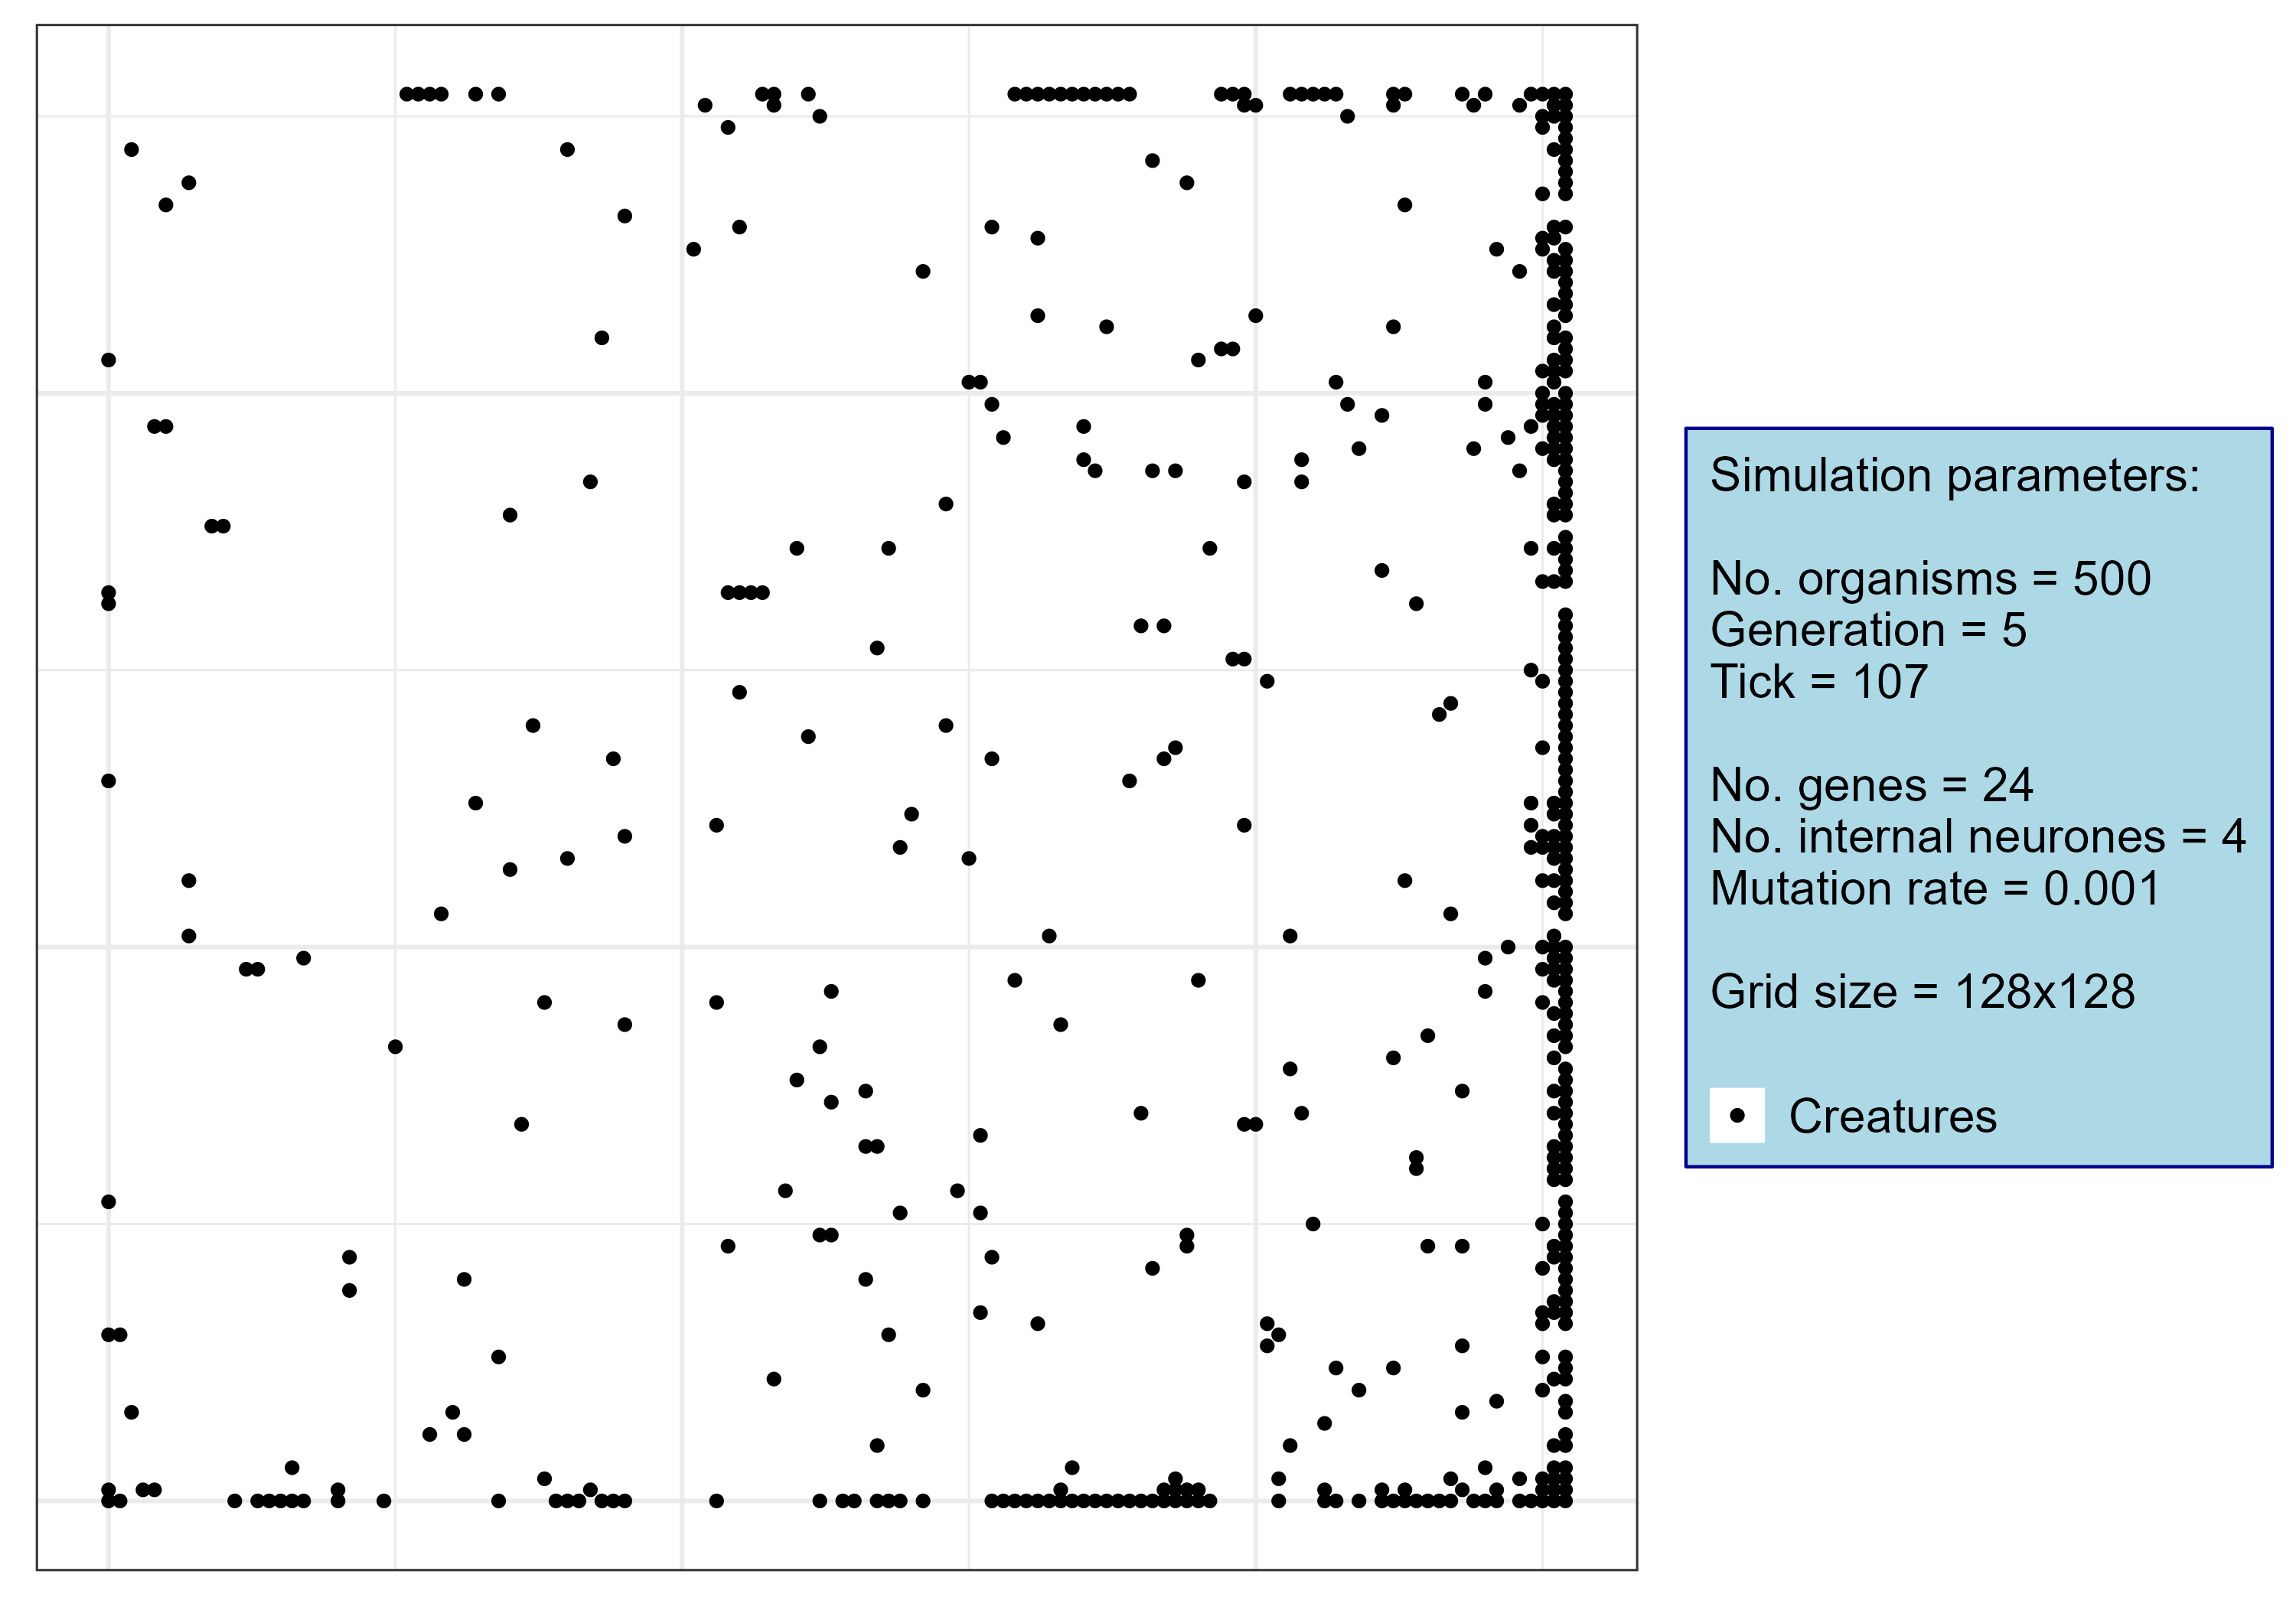 Simulation parameters:
No. organisms = 500
Generation = 5
Tick = 107
No. genes = 24
No. internal neurones = 4
Mutation rate = 0.001
Grid size = 128x128
Creatures